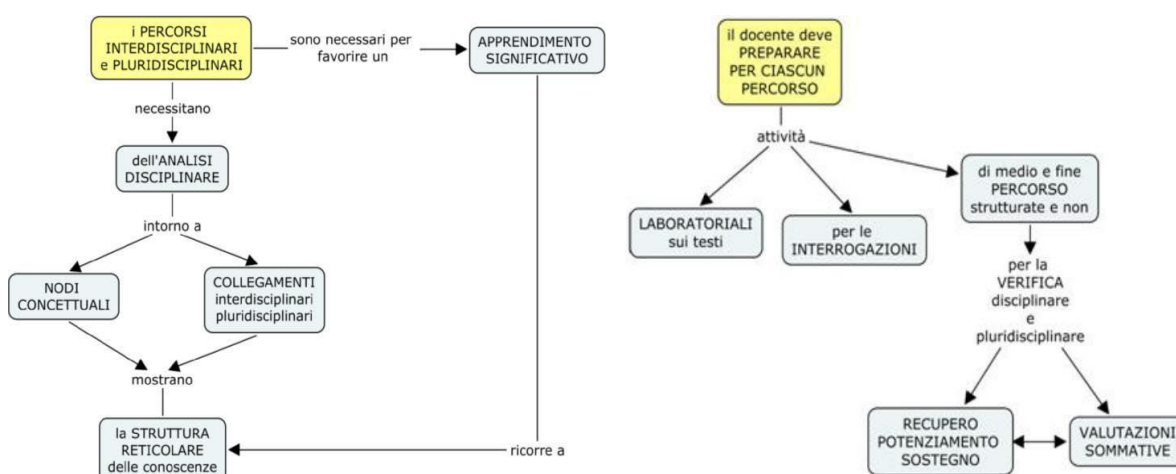 i PERCORSI
INTERDISCIPLINARI
e PLURIDISCIPLINARI
sono necessari per
favorire un
APPRENDIMENTO
SIGNIFICATIVO
necessitano
dell'ANALISI
DISCIPLINARE
intorno a
NODI
CONCETTUALI
COLLEGAMENTI
interdisciplinari
pluridisciplinari
mostrano
la STRUTTURA
RETICOLARE
delle conoscenze
ricorre a
il docente deve
PREPARARE
PER CIASCUN
PERCORSO
attività
LABORATORIALI
sui testi
per le
INTERROGAZIONI
di medio e fine
PERCORSO
strutturate e non
per la
VERIFICA
disciplinare
e
pluridisciplinare
RECUPERO
POTENZIAMENTO
SOSTEGNO
VALUTAZIONI
SOMMATIVE